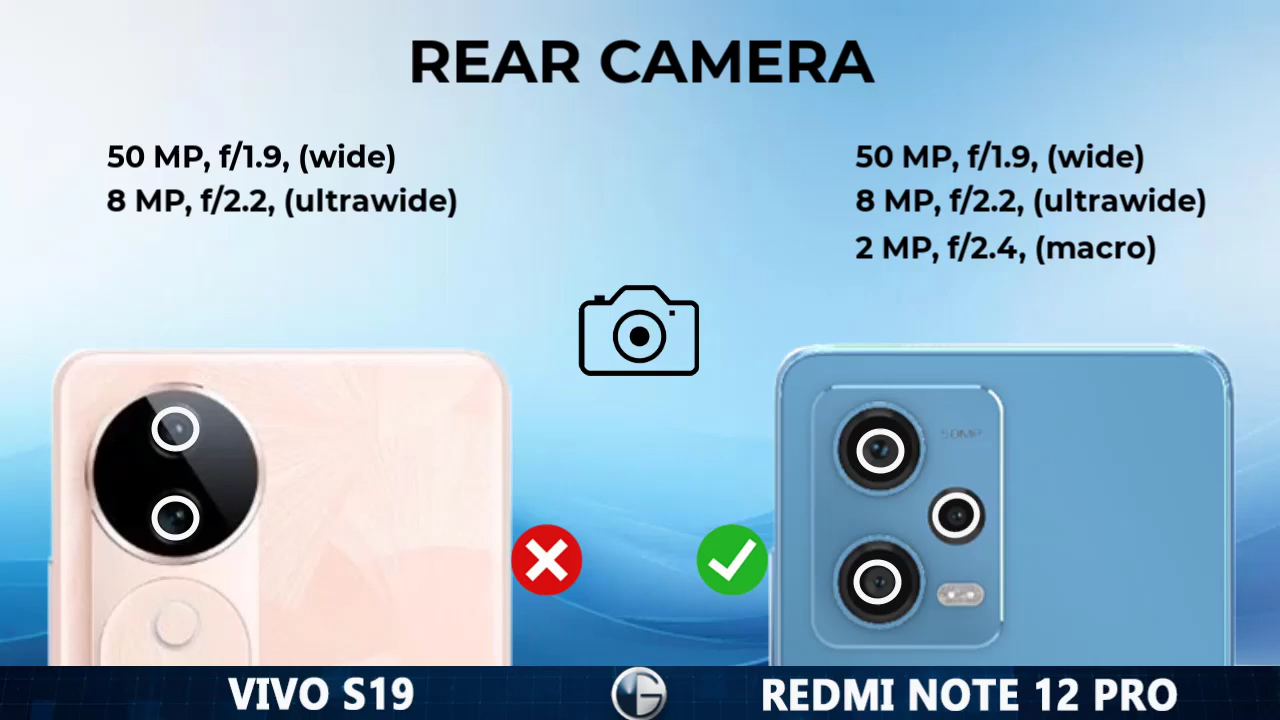 REAR CAMERA
50 MP, f/1.9, (wide)
8 MP, f/2.2, (ultrawide)
50 MP, f/1.9, (wide)
8 MP, f/2.2, (ultrawide)
2 MP, f/2.4, (macro)
50MP
VIVO S19
REDMI NOTE 12 PRO